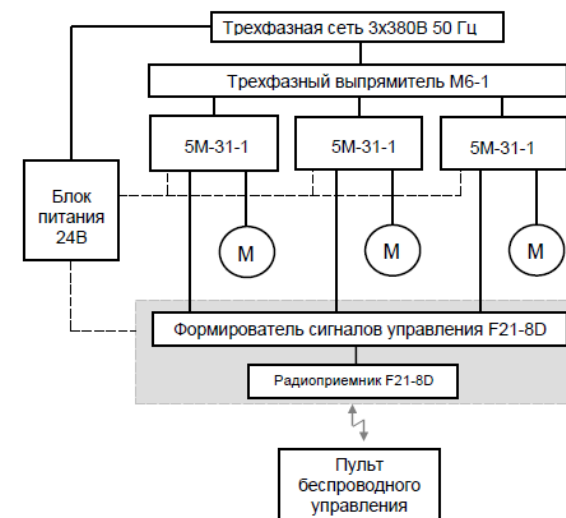 Трехфазная сеть 3x380В 50 Гц
Трехфазный выпрямитель М6-1
5М-31-1
5М-31-1
5М-31-1
Блок
питания
24В
М
М
М
Формирователь сигналов управления F21-8D
Радиоприемник F21-8D
Пульт
беспроводного
управления